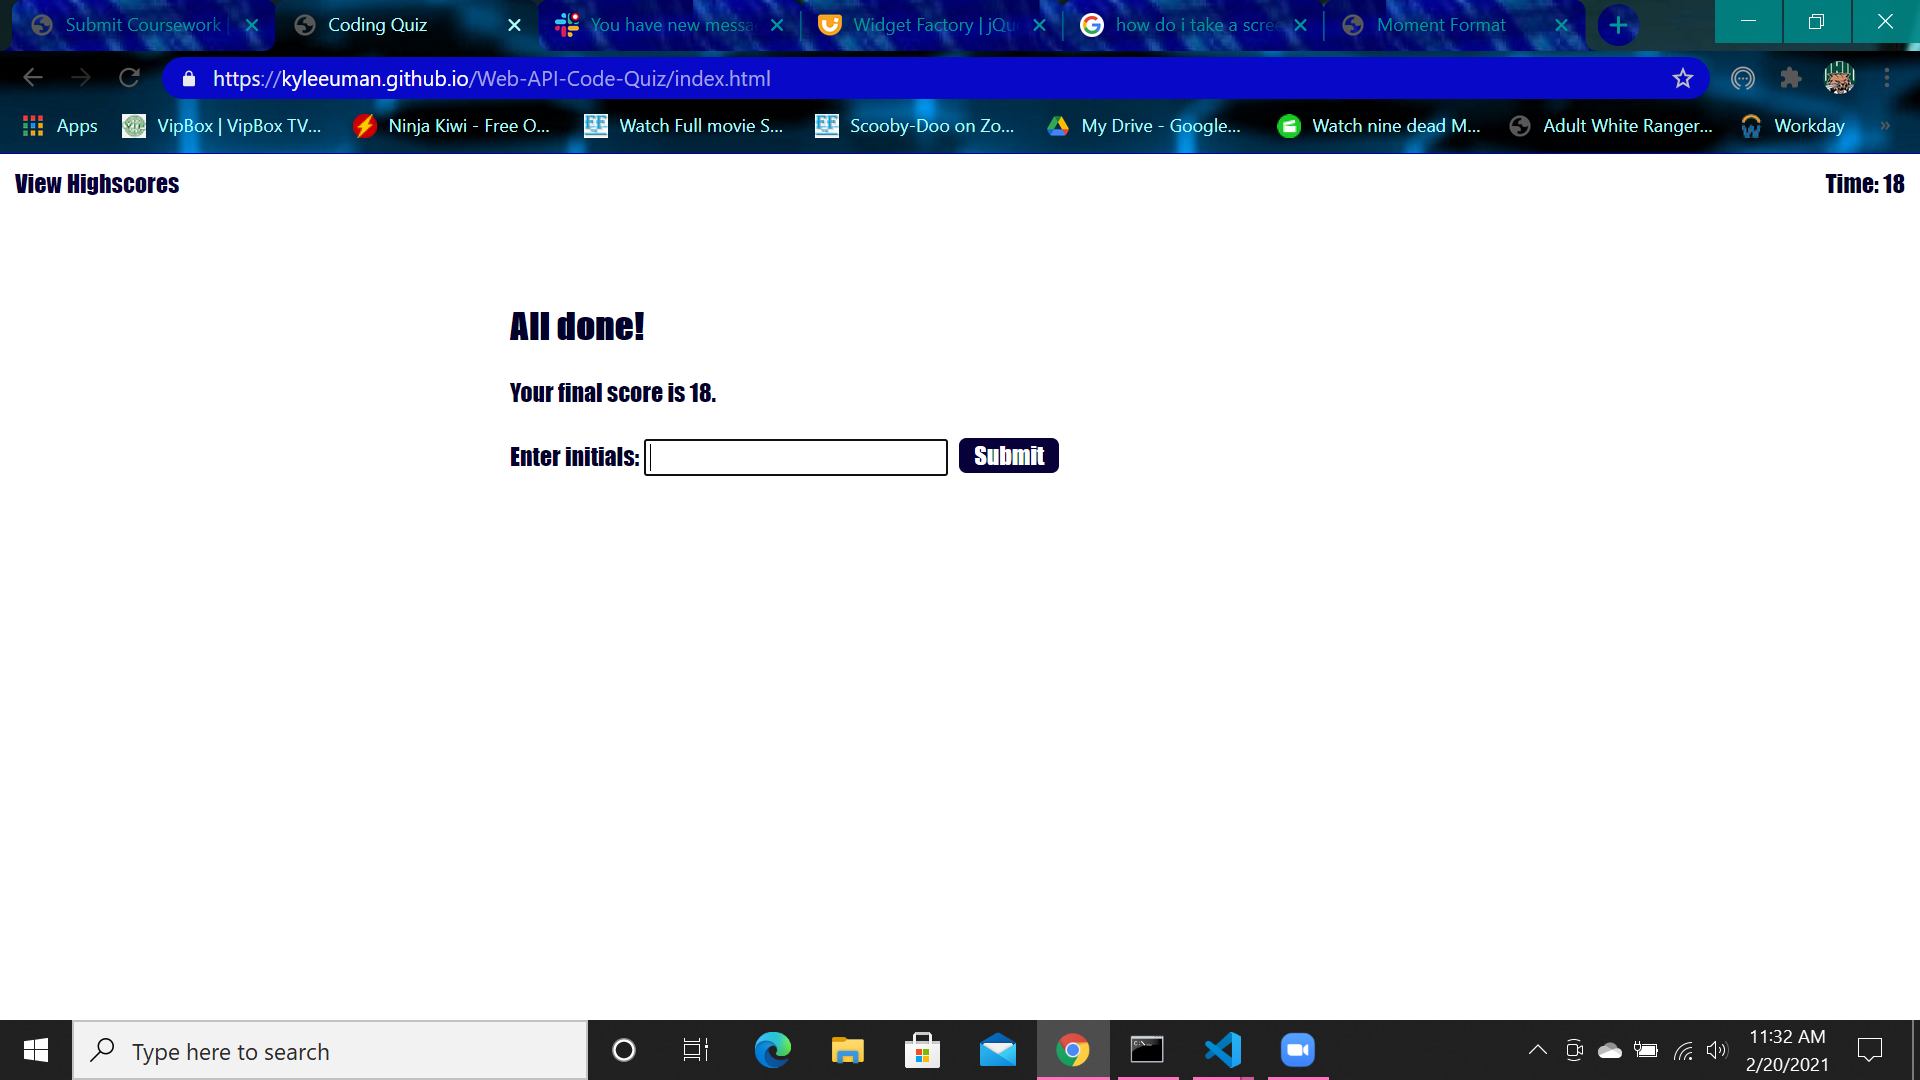 Submit Coursework
Coding Quiz
You have new messa
Widget Factory | jQu
how do i take a scree
Moment Format
https://kyleeuman.github.io/Web-API-Code-Quiz/index.html
Apps
VipBox | VipBox TV...
Ninja Kiwi - Free O...
Watch Full movie S...
Scooby-Doo on Zo...
My Drive - Google...
Watch nine dead M...
Adult White Ranger...
Workday
»
View Highscores
Time: 18
All done!
Your final score is 18.
Enter initials:
Submit
Type here to search
11:32 AM
2/20/2021